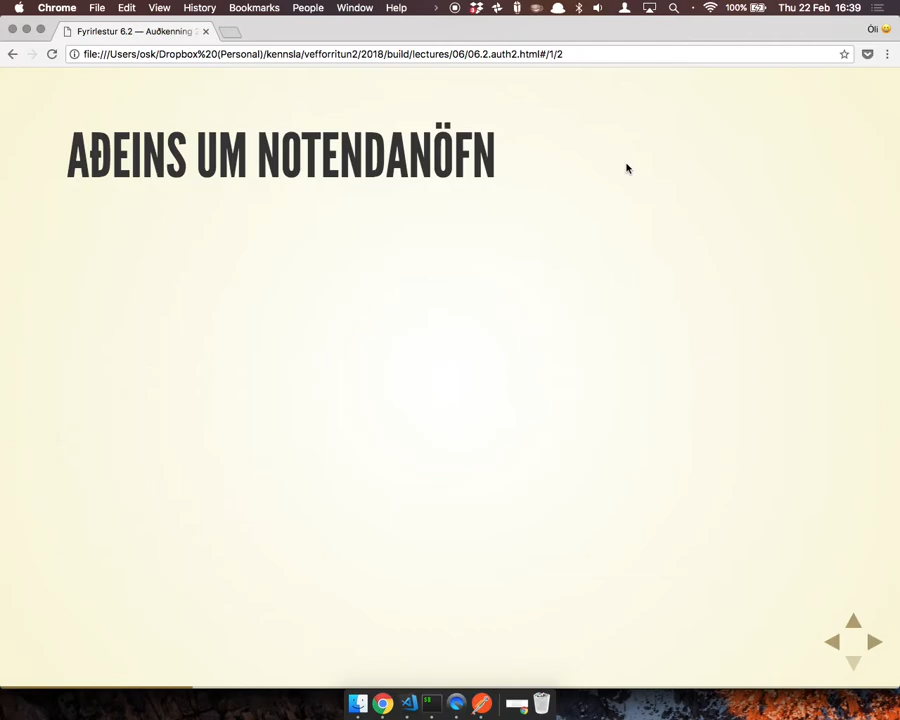 Chrome File Edit View History Bookmarks People Window Help 100% Thu 22 Feb 16:39
Fyrirlestur 6.2 — Auðkenning
Óli
file:///Users/osk/Dropbox%20(Personal)/kennsla/vefforritun2/2018/build/lectures/06/06.2.auth2.html#/1/2
AÐEINS UM NOTENDANÖFN